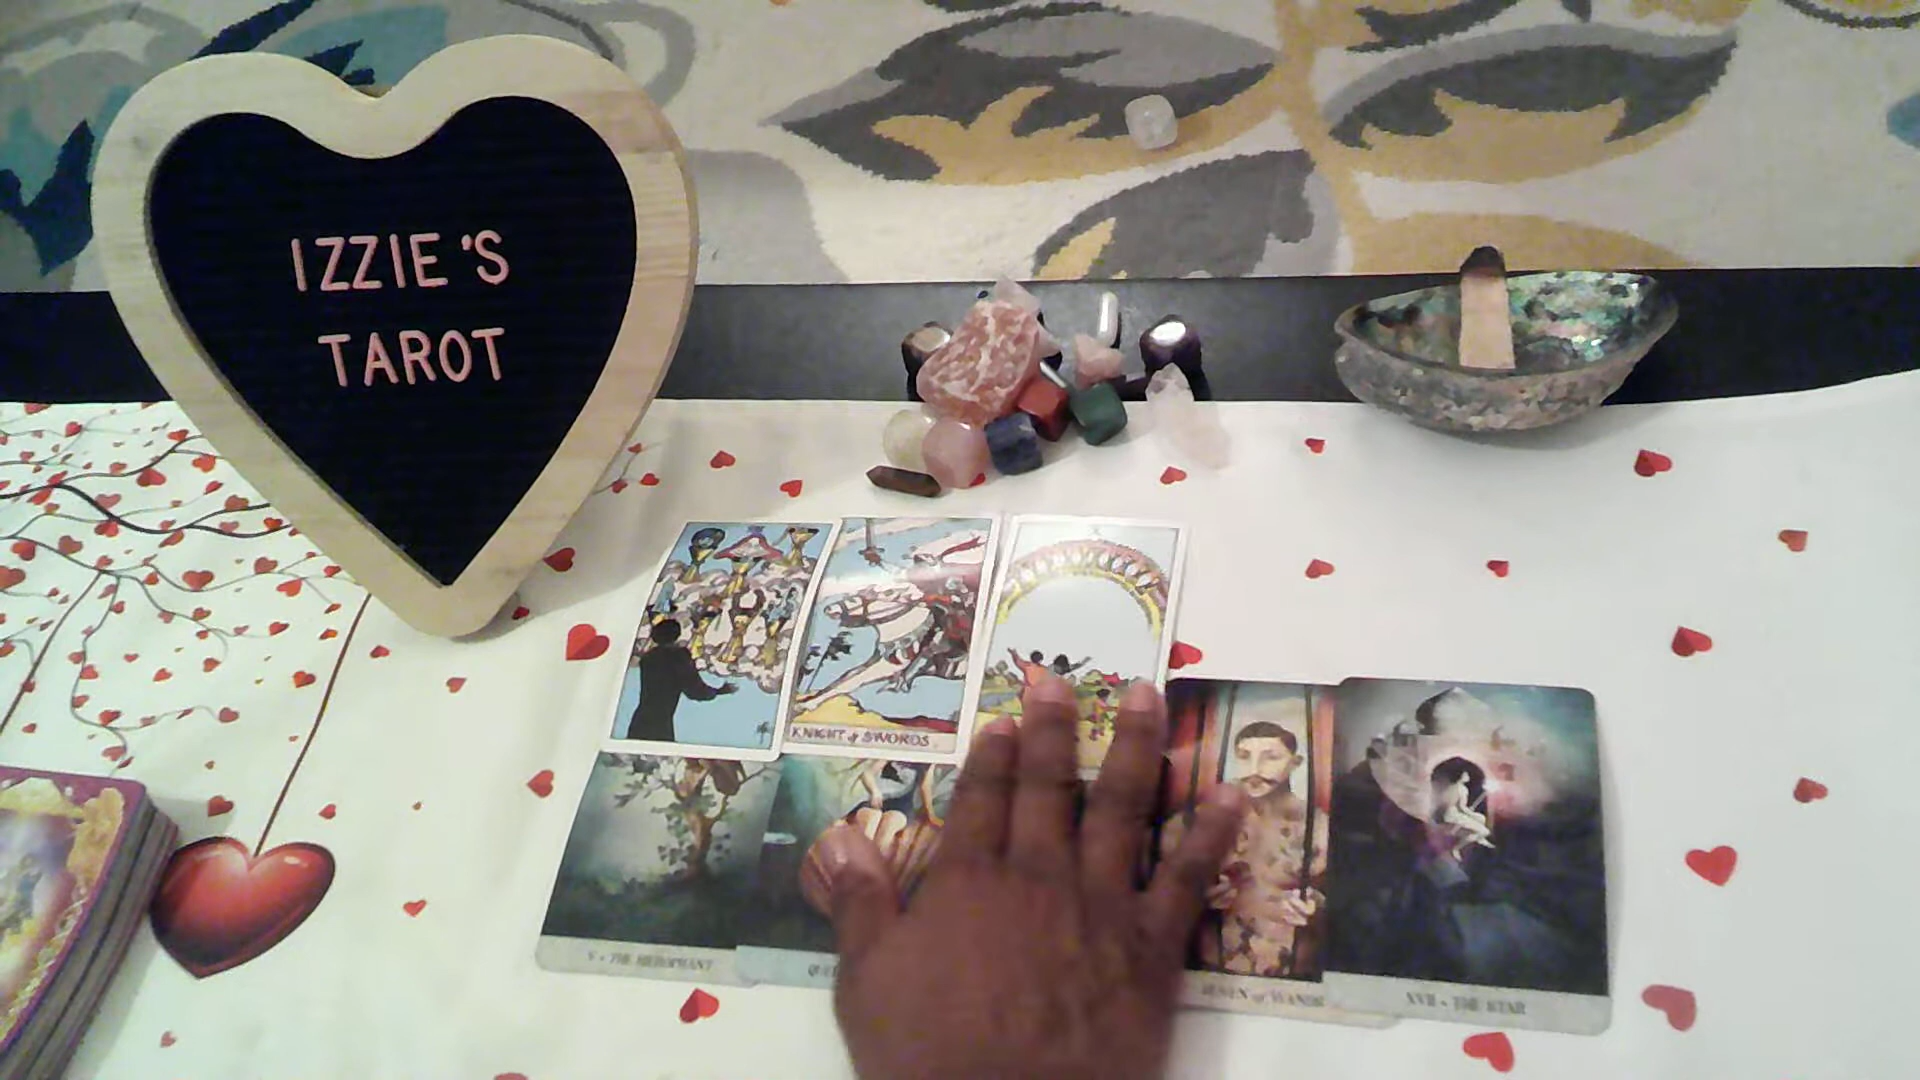 IZZIE'S
TAROT
KNIGHT of SWORDS.
V • THE HIEROPHANT
SEVEN of WANDS
XVII • THE STAR